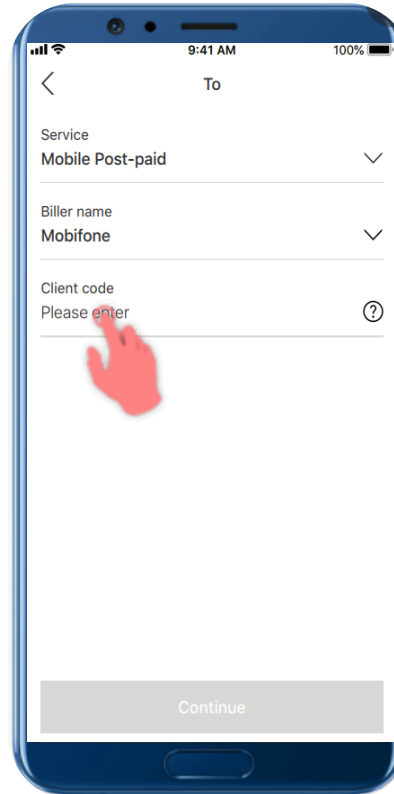 9:41 AM
100%
To
Service
Mobile Post-paid
Biller name
Mobifone
Client code
Please enter
?
Continue